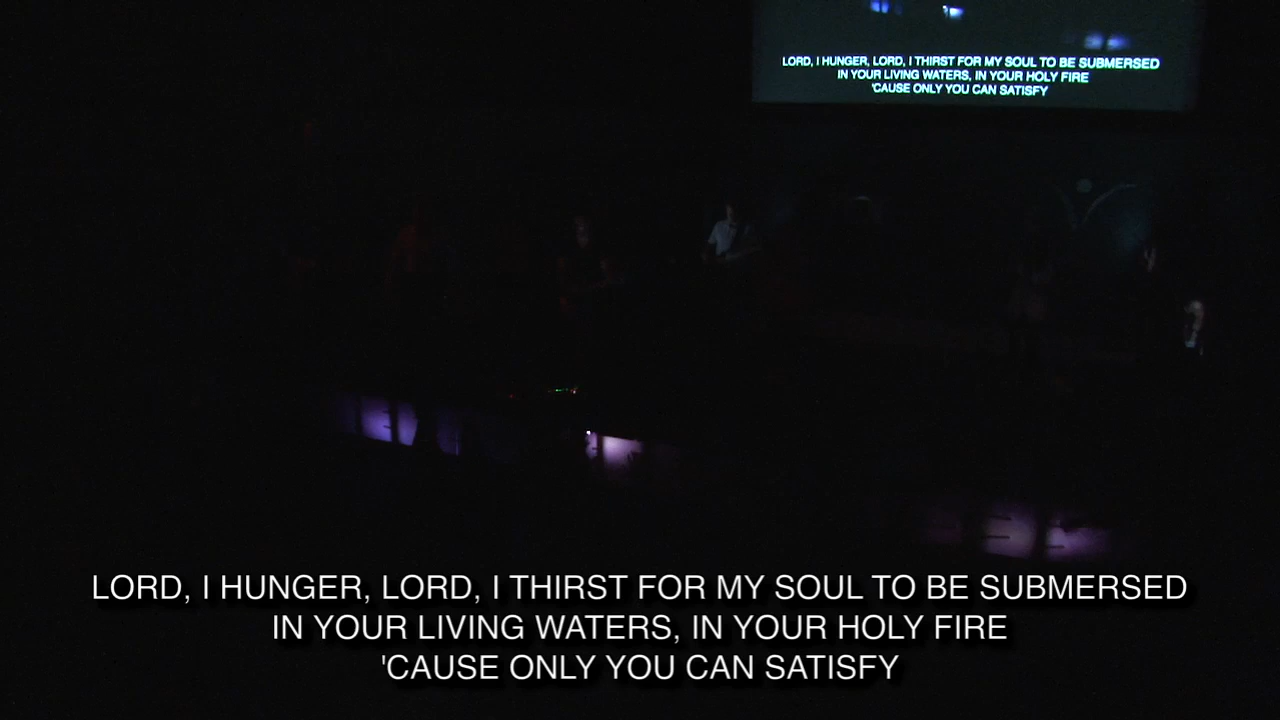 LORD, I HUNGER, LORD, I THIRST FOR MY SOUL TO BE SUBMERSED
IN YOUR LIVING WATERS, IN YOUR HOLY FIRE
'CAUSE ONLY YOU CAN SATISFY
LORD, I HUNGER, LORD, I THIRST FOR MY SOUL TO BE SUBMERSED
IN YOUR LIVING WATERS, IN YOUR HOLY FIRE
'CAUSE ONLY YOU CAN SATISFY